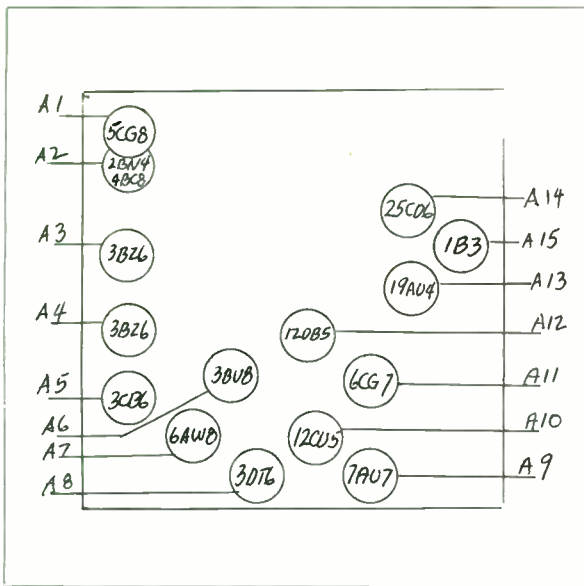 A1
5CG8
A2
2BN4
4BC8
A3
3BZ6
A4
3BZ6
A5
3CB6
A6
3BU8
A7
6AW8
A8
3DT6
25CD6
A14
1B3
A15
19AU4
A13
12DB5
A12
6CG7
A11
12CU5
A10
7AU7
A9